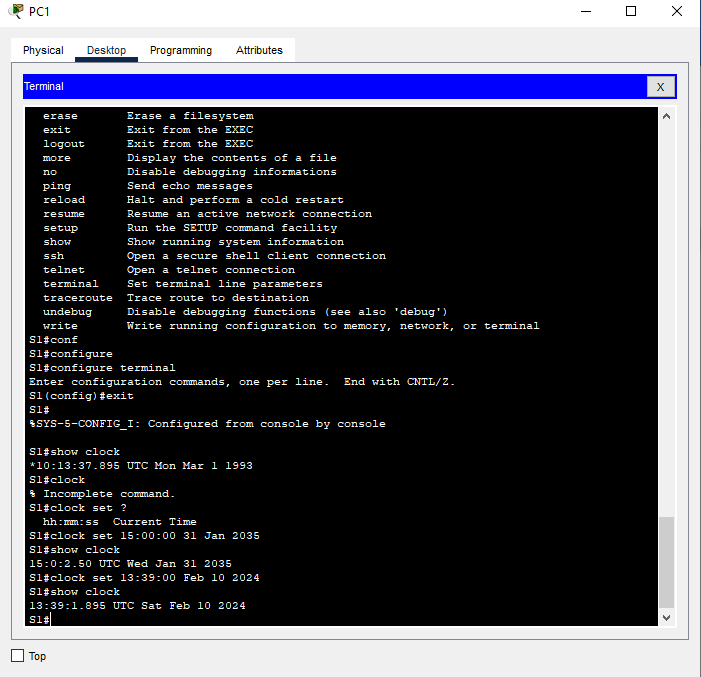 PC1
Physical Desktop Programming Attributes
Terminal X
erase Erase a filesystem
exit Exit from the EXEC
logout Exit from the EXEC
more Display the contents of a file
no Disable debugging informations
ping Send echo messages
reload Halt and perform a cold restart
resume Resume an active network connection
setup Run the SETUP command facility
show Show running system information
ssh Open a secure shell client connection
telnet Open a telnet connection
terminal Set terminal line parameters
traceroute Trace route to destination
undebug Disable debugging functions (see also 'debug')
write Write running configuration to memory, network, or terminal
S1#conf
S1#configure
S1#configure terminal
Enter configuration commands, one per line. End with CNTL/Z.
S1(config)#exit
S1#
%SYS-5-CONFIG_I: Configured from console by console
S1#show clock
*10:13:37.895 UTC Mon Mar 1 1993
S1#clock
% Incomplete command.
S1#clock set ?
hh:mm:ss Current Time
S1#clock set 15:00:00 31 Jan 2035
S1#show clock
15:0:2.50 UTC Wed Jan 31 2035
S1#clock set 13:39:00 Feb 10 2024
S1#show clock
13:39:1.895 UTC Sat Feb 10 2024
S1#
Top